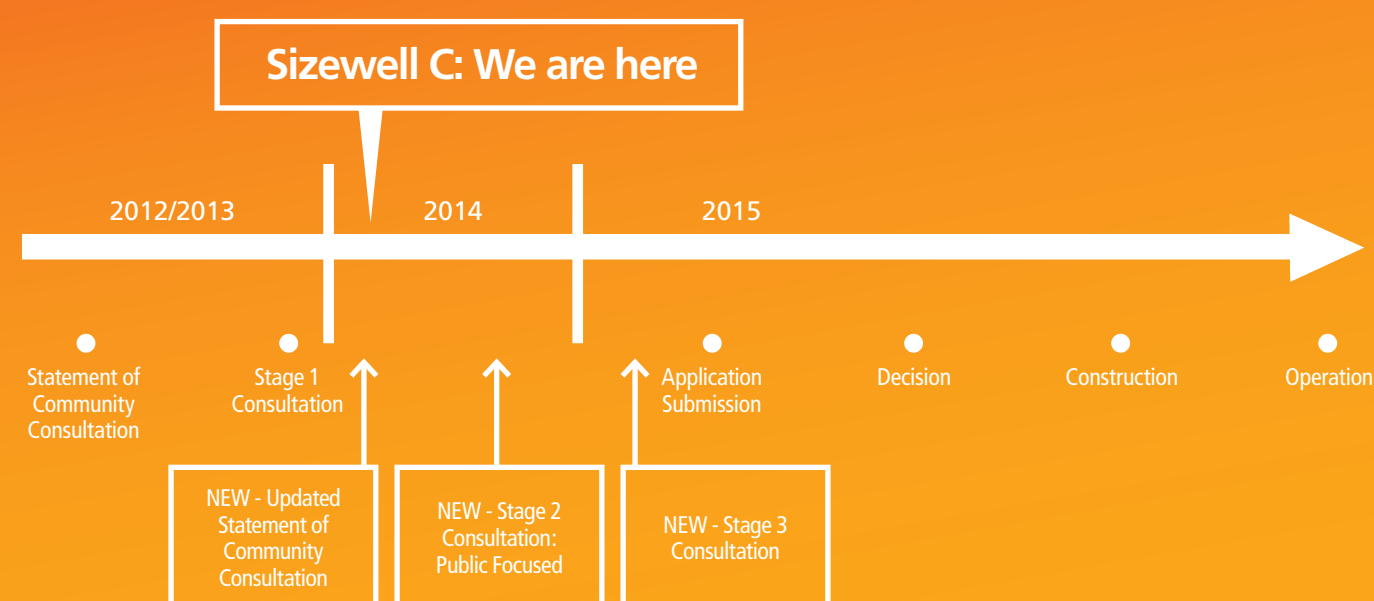 Sizewell C: We are here
2012/2013
2014
2015
Statement of
Community
Consultation
Stage 1
Consultation
Application
Submission
Decision
Construction
Operation
NEW - Updated
Statement of
Community
Consultation
NEW - Stage 2
Consultation:
Public Focused
NEW - Stage 3
Consultation